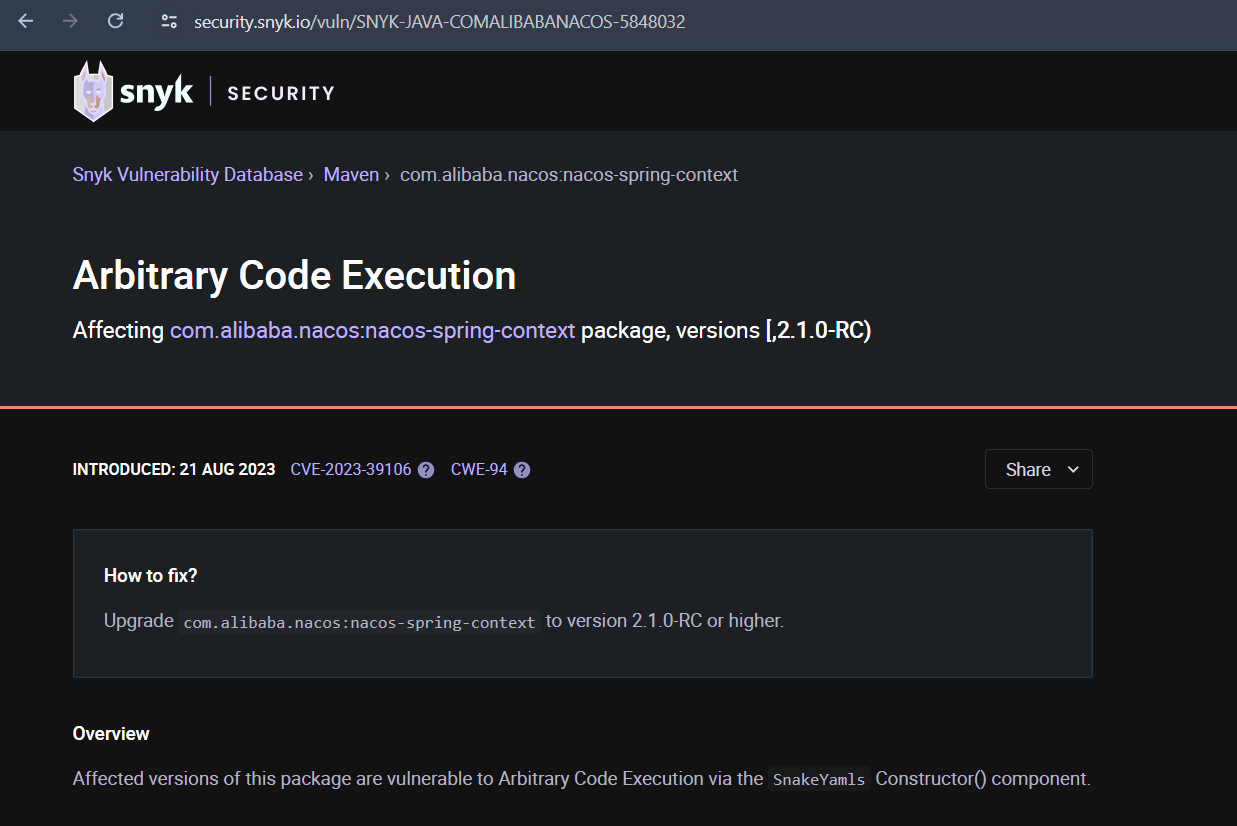 security.snyk.io/vuln/SNYK-JAVA-COMALIBABANACOS-5848032
snyk | SECURITY
Snyk Vulnerability Database › Maven › com.alibaba.nacos:nacos-spring-context
Arbitrary Code Execution
Affecting com.alibaba.nacos:nacos-spring-context package, versions [,2.1.0-RC)
INTRODUCED: 21 AUG 2023 CVE-2023-39106 ? CWE-94 ? Share
How to fix?
Upgrade com.alibaba.nacos:nacos-spring-context to version 2.1.0-RC or higher.
Overview
Affected versions of this package are vulnerable to Arbitrary Code Execution via the SnakeYamls Constructor() component.